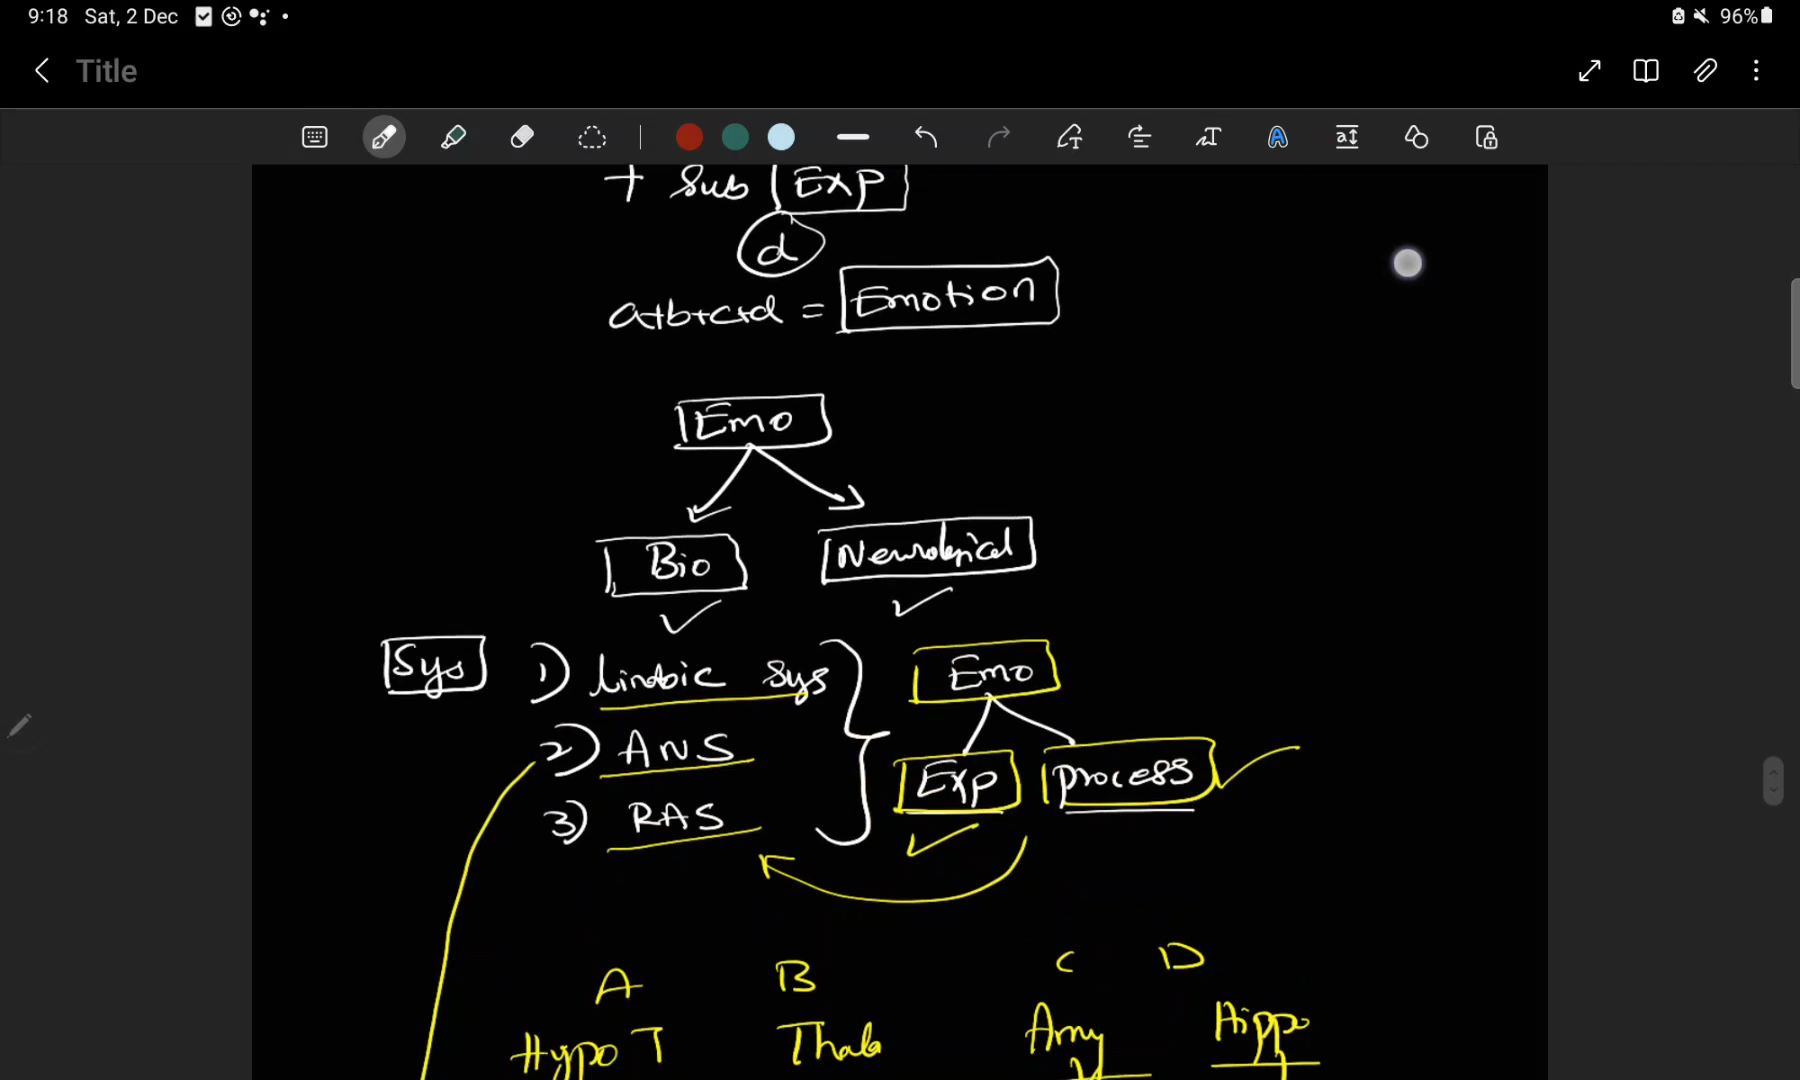 9:18 Sat, 2 Dec
96%
Title
+ Sub Exp
d
a+b+c+d = Emotion
Emo
Bio Neurological
Sys 1) Limbic Sys
2) ANS
3) RAS
Emo
Exp process
A B C D
Hypo T Thala Amy Hippo